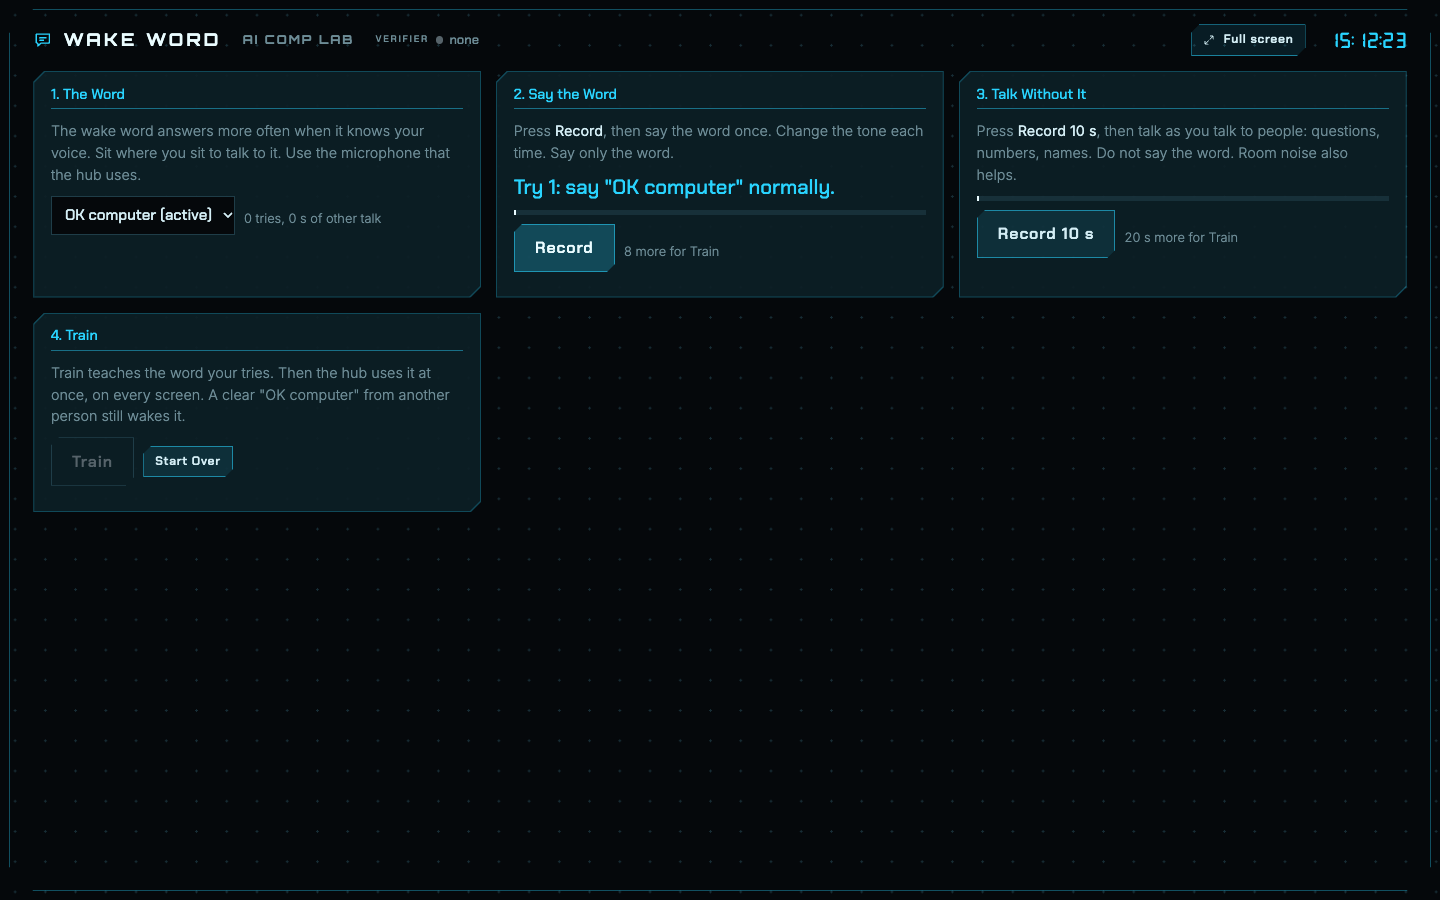 WAKE WORD AI COMP LAB VERIFIER none Full screen 15:12:23
1. The Word
The wake word answers more often when it knows your
voice. Sit where you sit to talk to it. Use the microphone that
the hub uses.
OK computer (active) 0 tries, 0 s of other talk
2. Say the Word
Press Record, then say the word once. Change the tone each
time. Say only the word.
Try 1: say "OK computer" normally.
Record 8 more for Train
3. Talk Without It
Press Record 10 s, then talk as you talk to people: questions,
numbers, names. Do not say the word. Room noise also
helps.
Record 10 s 20 s more for Train
4. Train
Train teaches the word your tries. Then the hub uses it at
once, on every screen. A clear "OK computer" from another
person still wakes it.
Train Start Over